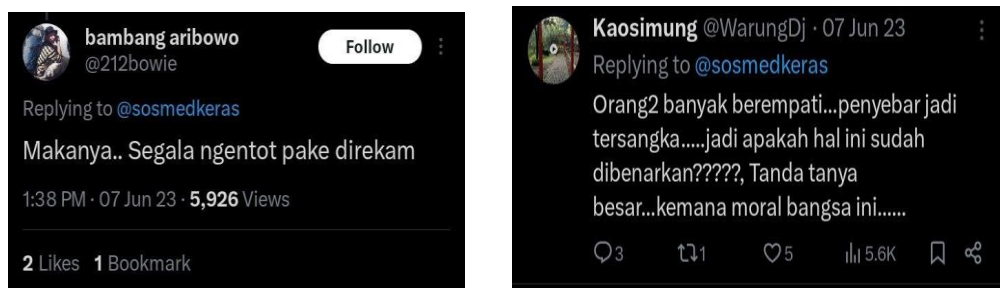 bambang aribowo
Follow
@212bowie
Replying to @sosmedkeras
Makanya.. Segala ngentot pake direkam
1:38 PM · 07 Jun 23 · 5,926 Views
2 Likes 1 Bookmark
Kaosimung @WarungDj · 07 Jun 23
Replying to @sosmedkeras
Orang2 banyak berempati...penyebar jadi
tersangka.....jadi apakah hal ini sudah
dibenarkan?????, Tanda tanya
besar...kemana moral bangsa ini......
3 1 5 5.6K